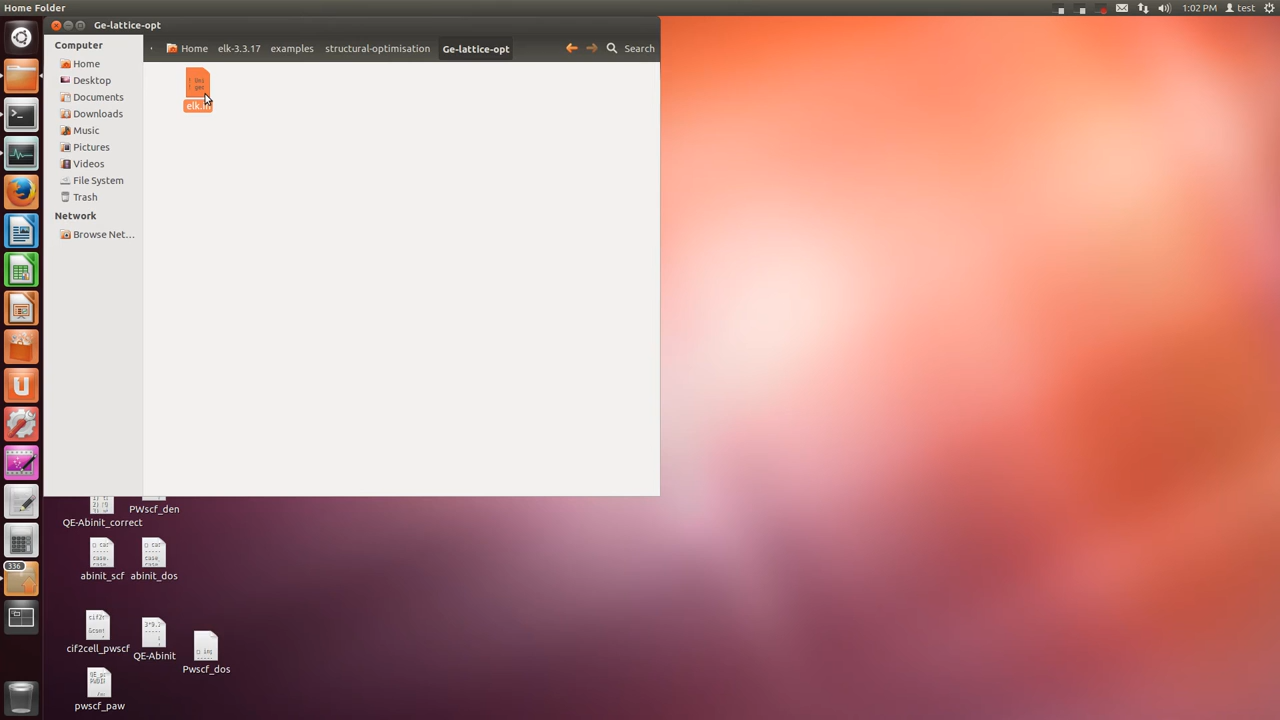 Home Folder
1:02 PM
test
Ge-lattice-opt
Computer
Home
Desktop
Documents
Downloads
Music
Pictures
Videos
File System
Trash
Network
Browse Net...
Home
elk-3.3.17
examples
structural-optimisation
Ge-lattice-opt
Search
elk.in
QE-Abinit_correct
PWscf_den
abinit_scf
abinit_dos
cif2cell_pwscf
QE-Abinit
Pwscf_dos
pwscf_paw
336